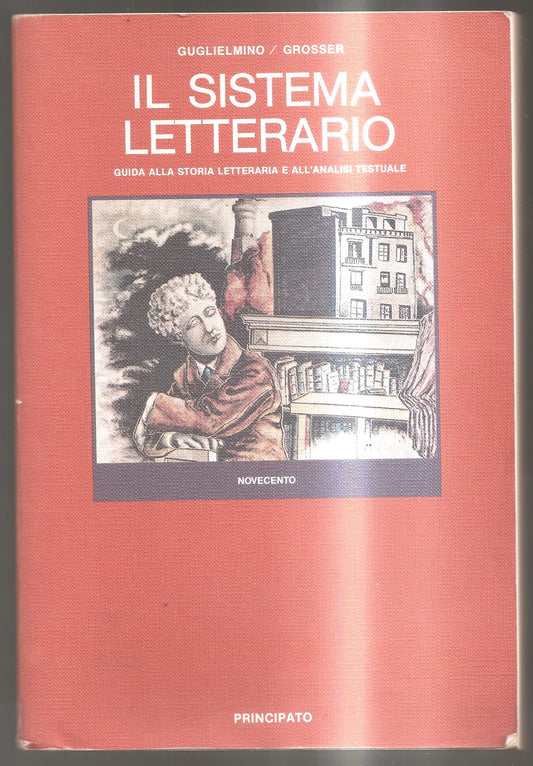 GUGLIELMINO / GROSSER
IL SISTEMA
LETTERARIO
GUIDA ALLA STORIA LETTERARIA E ALL'ANALISI TESTUALE
NOVECENTO
PRINCIPATO